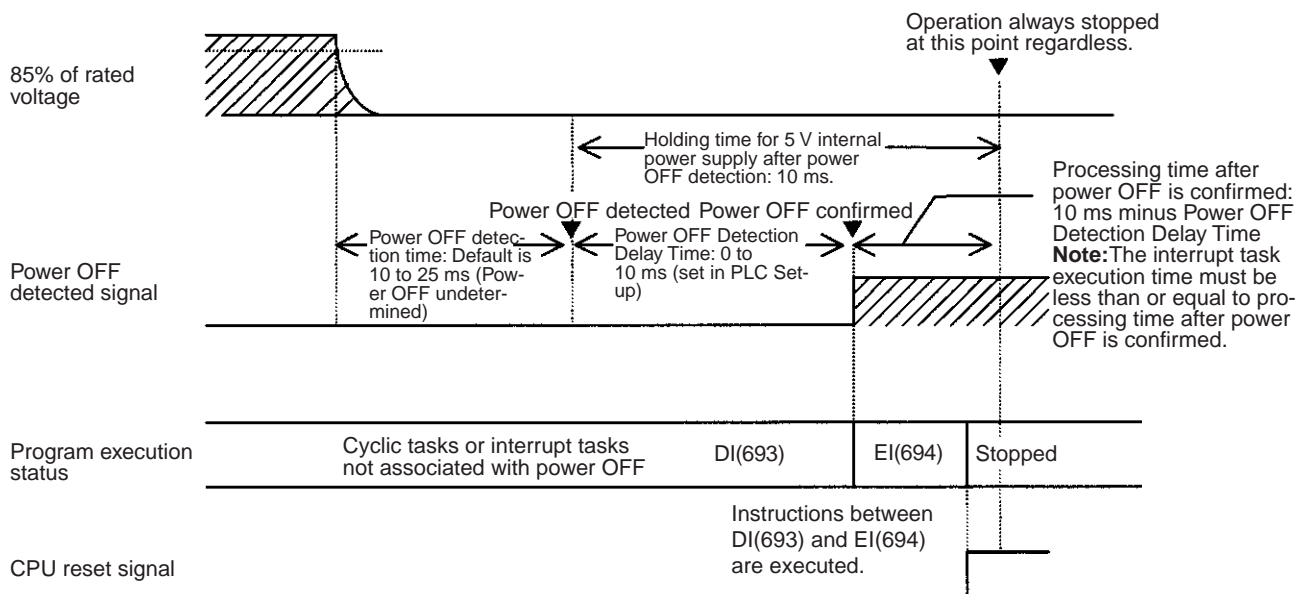 Operation always stopped
at this point regardless.
85% of rated
voltage
Holding time for 5 V internal
power supply after power
OFF detection: 10 ms.
Processing time after
power OFF is confirmed:
10 ms minus Power OFF
Detection Delay Time
Note:The interrupt task
execution time must be
less than or equal to pro-
cessing time after power
OFF is confirmed.
Power OFF detected Power OFF confirmed
Power OFF detec-
tion time: Default is
10 to 25 ms (Pow-
er OFF undeter-
mined)
Power OFF Detection
Delay Time: 0 to
10 ms (set in PLC Set-
up)
Power OFF
detected signal
Program execution
status
Cyclic tasks or interrupt tasks
not associated with power OFF
DI(693)
EI(694)
Stopped
Instructions between
DI(693) and EI(694)
are executed.
CPU reset signal